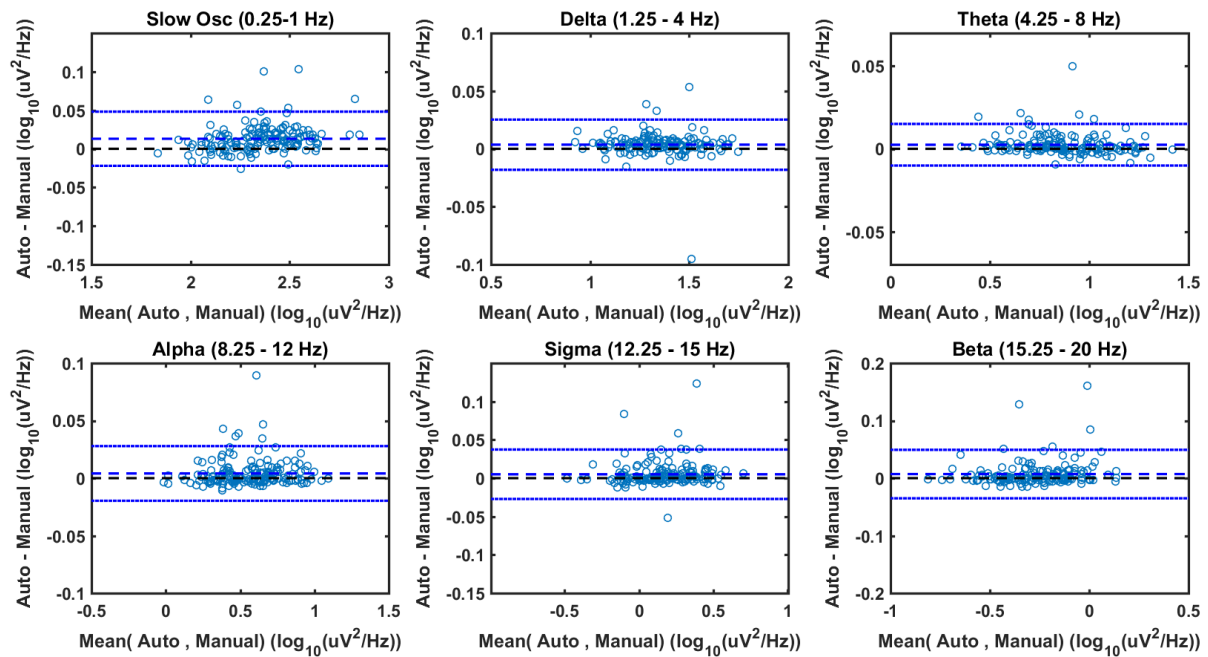 Slow Osc (0.25-1 Hz)
Auto - Manual (log10(uV2/Hz))
0.1
0.05
0
-0.05
-0.1
-0.15
1.5 2 2.5 3
Mean( Auto , Manual) (log10(uV2/Hz))
Delta (1.25 - 4 Hz)
Auto - Manual (log10(uV2/Hz))
0.1
0.05
0
-0.05
-0.1
0.5 1 1.5 2
Mean( Auto , Manual) (log10(uV2/Hz))
Theta (4.25 - 8 Hz)
Auto - Manual (log10(uV2/Hz))
0.05
0
-0.05
0 0.5 1 1.5
Mean( Auto , Manual) (log10(uV2/Hz))
Alpha (8.25 - 12 Hz)
Auto - Manual (log10(uV2/Hz))
0.1
0.05
0
-0.05
-0.1
-0.5 0 0.5 1 1.5
Mean( Auto , Manual) (log10(uV2/Hz))
Sigma (12.25 - 15 Hz)
Auto - Manual (log10(uV2/Hz))
0.1
0.05
0
-0.05
-0.1
-0.15
-0.5 0 0.5 1
Mean( Auto , Manual) (log10(uV2/Hz))
Beta (15.25 - 20 Hz)
Auto - Manual (log10(uV2/Hz))
0.2
0.1
0
-0.1
-0.2
-1 -0.5 0 0.5
Mean( Auto , Manual) (log10(uV2/Hz))